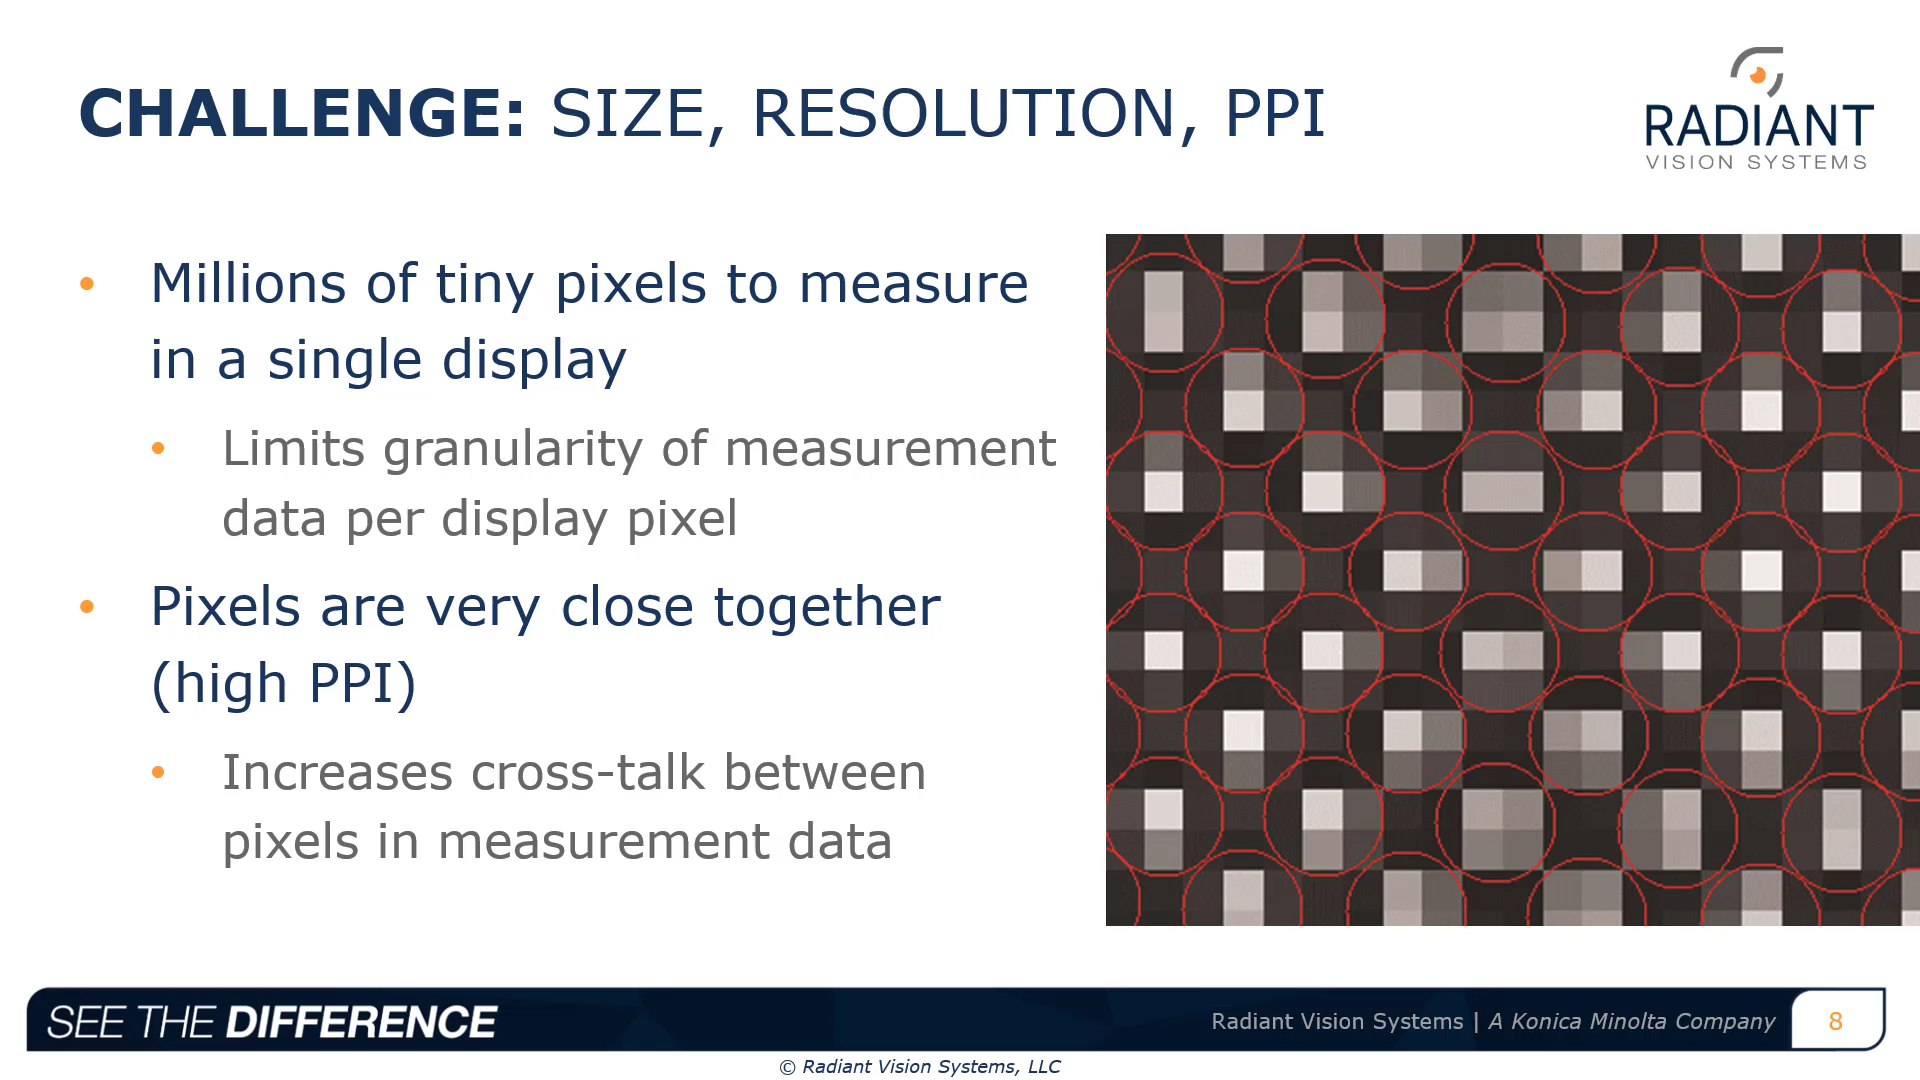 CHALLENGE: SIZE, RESOLUTION, PPI
RADIANT
VISION SYSTEMS
• Millions of tiny pixels to measure
in a single display
• Limits granularity of measurement
data per display pixel
• Pixels are very close together
(high PPI)
• Increases cross-talk between
pixels in measurement data
SEE THE DIFFERENCE
Radiant Vision Systems | A Konica Minolta Company
8
© Radiant Vision Systems, LLC